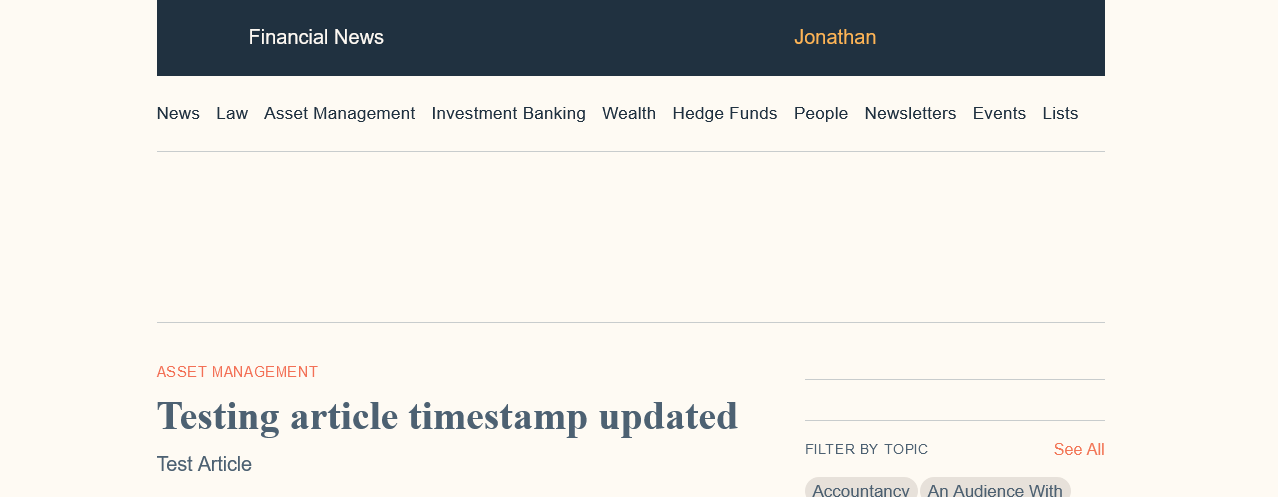 Financial News
Jonathan
News Law Asset Management Investment Banking Wealth Hedge Funds People Newsletters Events Lists
ASSET MANAGEMENT
Testing article timestamp updated
Test Article
FILTER BY TOPIC See All
Accountancy An Audience With